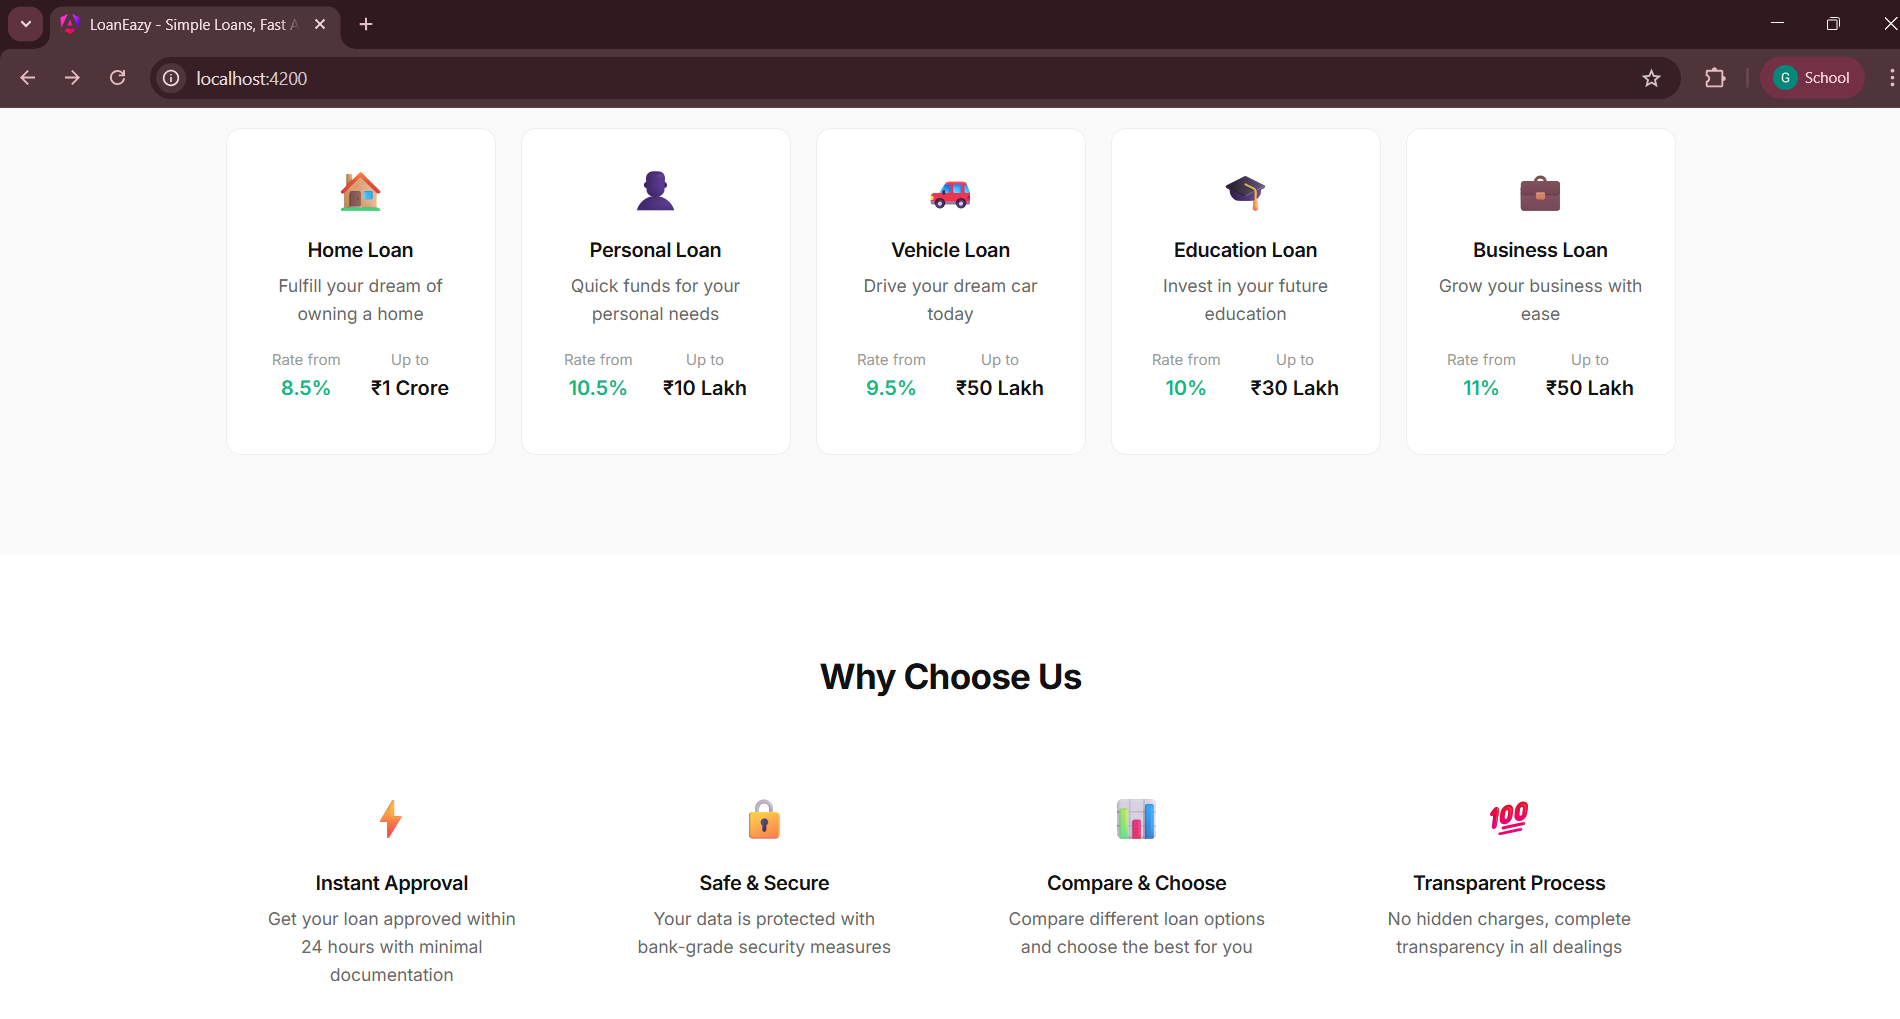 LoanEazy - Simple Loans, Fast A
localhost:4200
G School
Home Loan
Fulfill your dream of
owning a home
Rate from Up to
8.5% ₹1 Crore
Personal Loan
Quick funds for your
personal needs
Rate from Up to
10.5% ₹10 Lakh
Vehicle Loan
Drive your dream car
today
Rate from Up to
9.5% ₹50 Lakh
Education Loan
Invest in your future
education
Rate from Up to
10% ₹30 Lakh
Business Loan
Grow your business with
ease
Rate from Up to
11% ₹50 Lakh
Why Choose Us
Instant Approval
Get your loan approved within
24 hours with minimal
documentation
Safe & Secure
Your data is protected with
bank-grade security measures
Compare & Choose
Compare different loan options
and choose the best for you
100
Transparent Process
No hidden charges, complete
transparency in all dealings